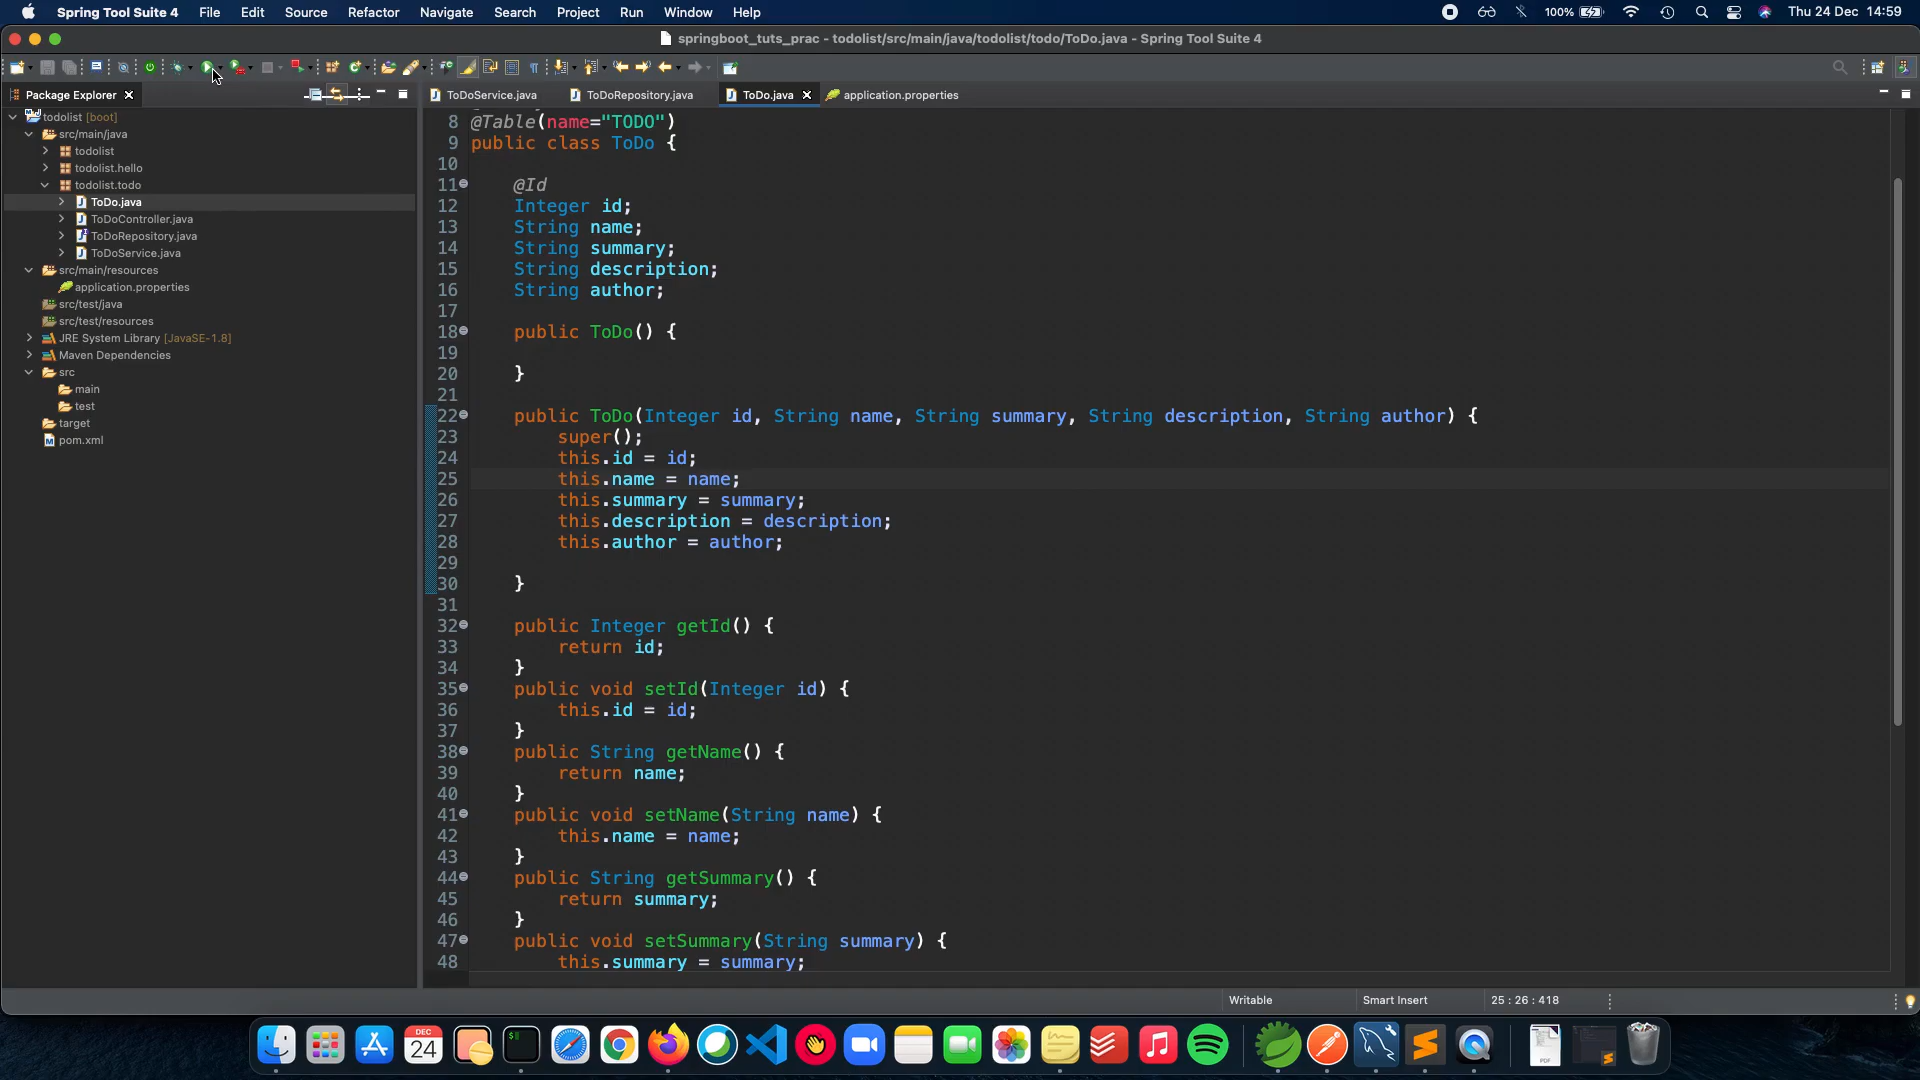 Spring Tool Suite 4 File Edit Source Refactor Navigate Search Project Run Window Help 100% Thu 24 Dec 14:59
springboot_tuts_prac - todolist/src/main/java/todolist/todo/ToDo.java - Spring Tool Suite 4
Package Explorer
ToDoService.java ToDoRepository.java ToDo.java application.properties
todolist [boot]
src/main/java
todolist
todolist.hello
todolist.todo
ToDo.java
ToDoController.java
ToDoRepository.java
ToDoService.java
src/main/resources
application.properties
src/test/java
src/test/resources
JRE System Library [JavaSE-1.8]
Maven Dependencies
src
main
test
target
pom.xml
8 @Table(name="TODO")
9 public class ToDo {
10
11 @Id
12 Integer id;
13 String name;
14 String summary;
15 String description;
16 String author;
17
18 public ToDo() {
19
20 }
21
22 public ToDo(Integer id, String name, String summary, String description, String author) {
23 super();
24 this.id = id;
25 this.name = name;
26 this.summary = summary;
27 this.description = description;
28 this.author = author;
29
30 }
31
32 public Integer getId() {
33 return id;
34 }
35 public void setId(Integer id) {
36 this.id = id;
37 }
38 public String getName() {
39 return name;
40 }
41 public void setName(String name) {
42 this.name = name;
43 }
44 public String getSummary() {
45 return summary;
46 }
47 public void setSummary(String summary) {
48 this.summary = summary;
Writable Smart Insert 25 : 26 : 418
DEC
24
PDF